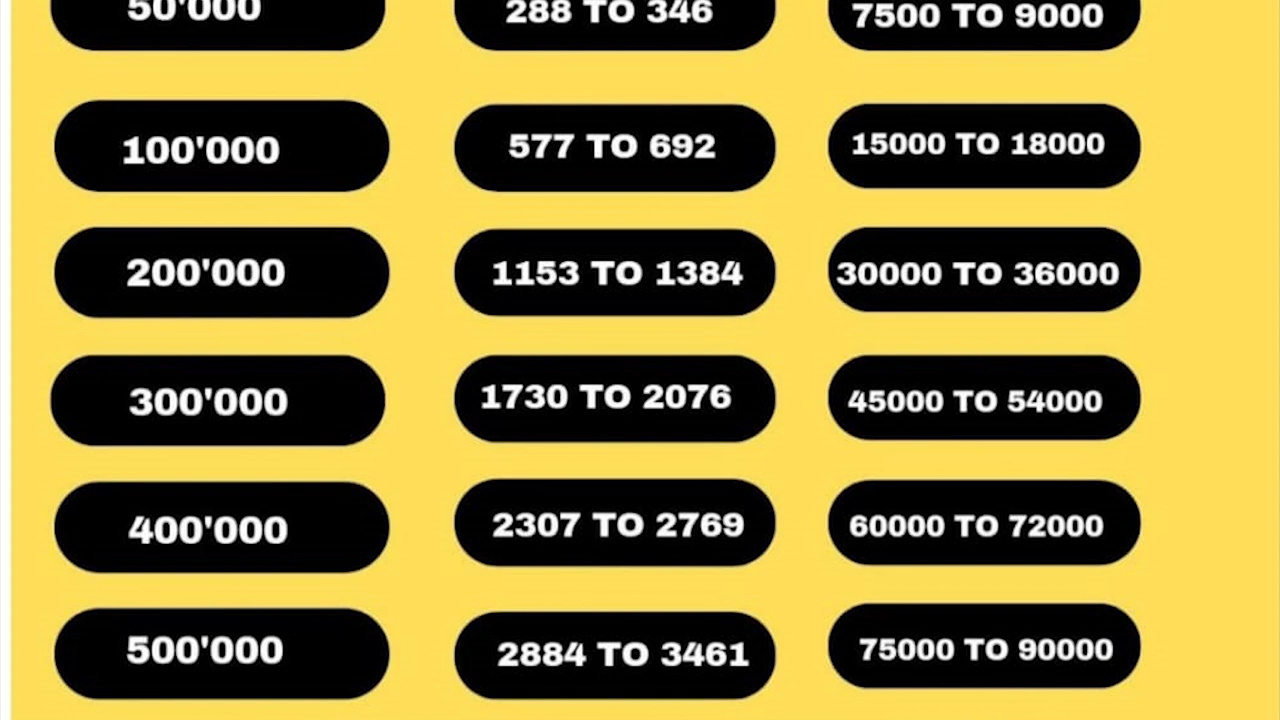 50'000 288 TO 346 7500 TO 9000
100'000 577 TO 692 15000 TO 18000
200'000 1153 TO 1384 30000 TO 36000
300'000 1730 TO 2076 45000 TO 54000
400'000 2307 TO 2769 60000 TO 72000
500'000 2884 TO 3461 75000 TO 90000